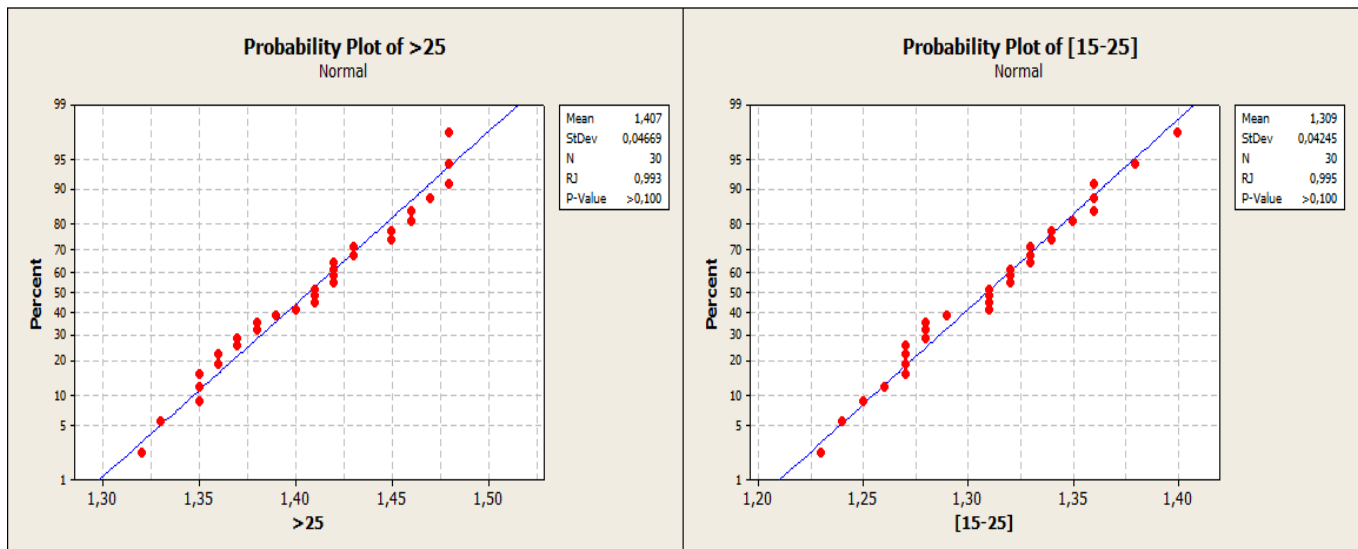 Probability Plot of >25
Normal
99
95
90
80
70
60
50
40
30
20
10
5
1
Percent
1,30 1,35 1,40 1,45 1,50
>25
Mean 1,407
StDev 0,04669
N 30
RJ 0,993
P-Value >0,100
Probability Plot of [15-25]
Normal
99
95
90
80
70
60
50
40
30
20
10
5
1
Percent
1,20 1,25 1,30 1,35 1,40
[15-25]
Mean 1,309
StDev 0,04245
N 30
RJ 0,995
P-Value >0,100